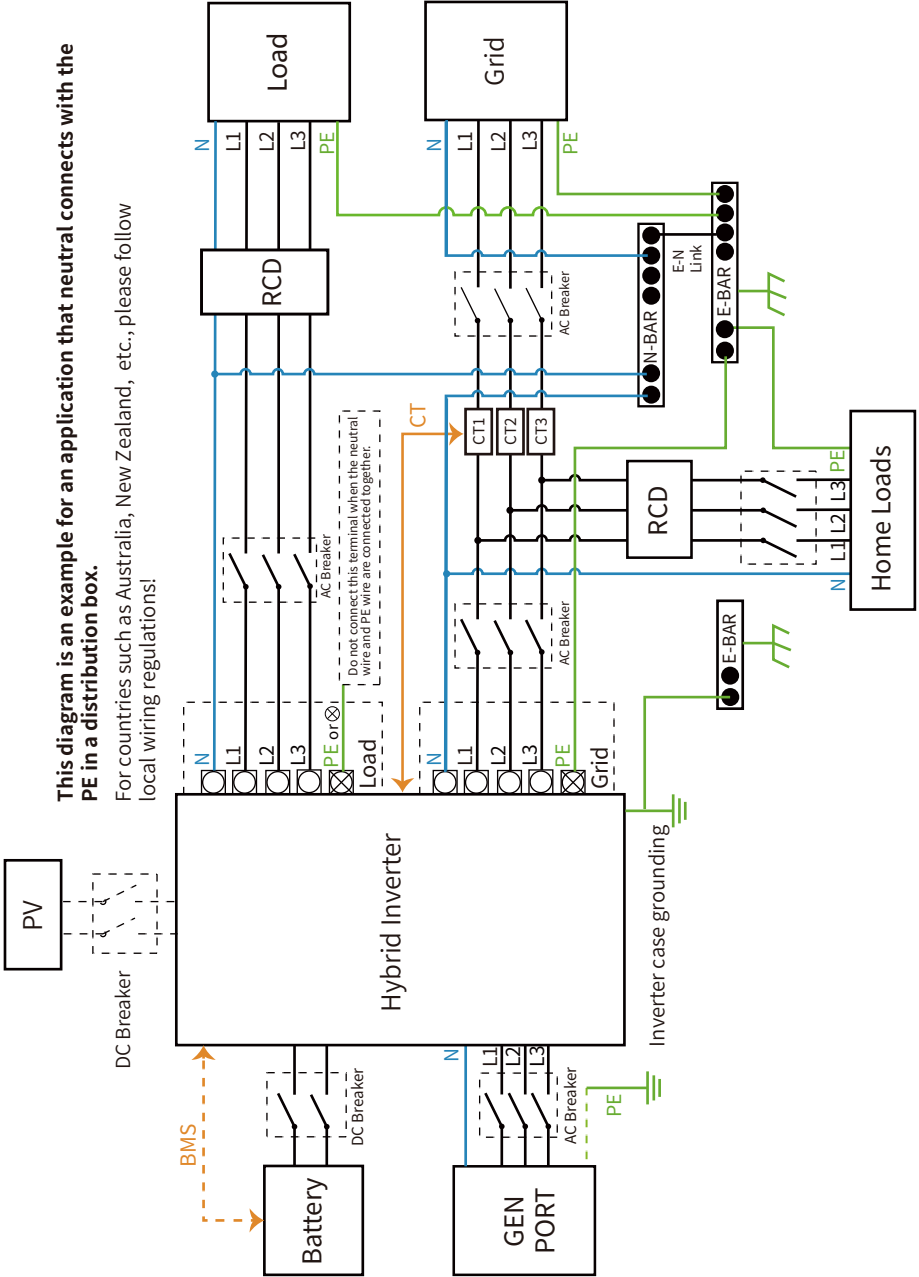 This diagram is an example for an application that neutral connects with the
PE in a distribution box.
For countries such as Australia, New Zealand, etc., please follow
local wiring regulations!
PV
DC Breaker
BMS
Battery
DC Breaker
GEN
PORT
N
L1
L2
L3
AC Breaker
PE
Hybrid Inverter
Inverter case grounding
N
L1
L2
L3
PE or
Load
Do not connect this terminal when the neutral
wire and PE wire are connected together.
AC Breaker
RCD
N
L1
L2
L3
PE
Load
CT
N
L1
L2
L3
PE
Grid
AC Breaker
CT1
CT2
CT3
AC Breaker
N
L1
L2
L3
PE
Grid
RCD
N
L1
L2
L3
PE
Home Loads
N-BAR
E-N
Link
E-BAR
E-BAR